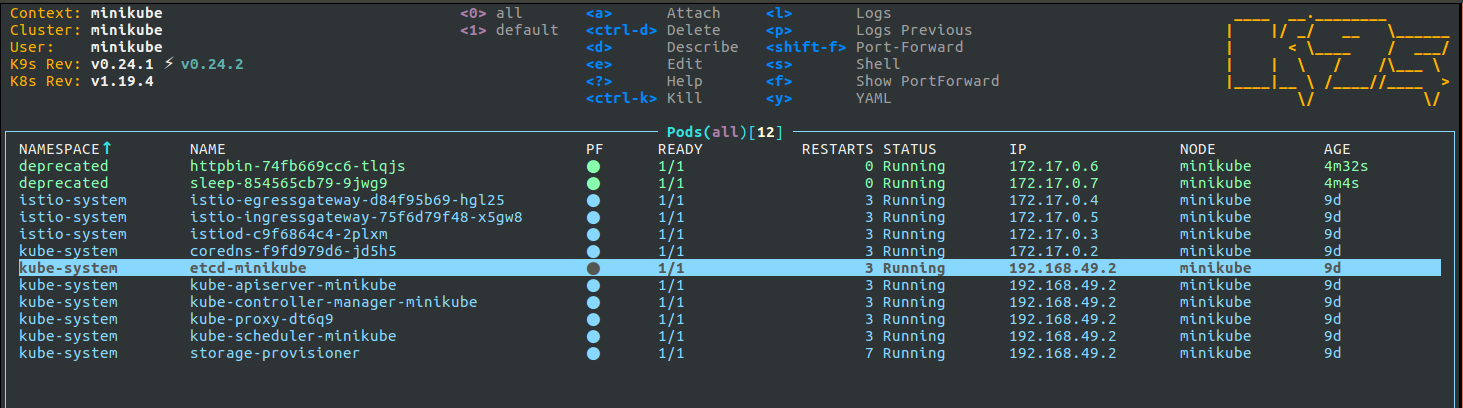 Context: minikube <0> all <a> Attach <l> Logs
Cluster: minikube <1> default <ctrl-d> Delete <p> Logs Previous
User: minikube <d> Describe <shift-f> Port-Forward
K9s Rev: v0.24.1 ⚡ v0.24.2 <e> Edit <s> Shell
K8s Rev: v1.19.4 <?> Help <f> Show PortForward
<ctrl-k> Kill <y> YAML
Pods(all)[12]
NAMESPACE↑ NAME PF READY RESTARTS STATUS IP NODE AGE
deprecated httpbin-74fb669cc6-tlqjs ● 1/1 0 Running 172.17.0.6 minikube 4m32s
deprecated sleep-854565cb79-9jwg9 ● 1/1 0 Running 172.17.0.7 minikube 4m4s
istio-system istio-egressgateway-d84f95b69-hgl25 ● 1/1 3 Running 172.17.0.4 minikube 9d
istio-system istio-ingressgateway-75f6d79f48-x5gw8 ● 1/1 3 Running 172.17.0.5 minikube 9d
istio-system istiod-c9f6864c4-2plxm ● 1/1 3 Running 172.17.0.3 minikube 9d
kube-system coredns-f9fd979d6-jd5h5 ● 1/1 3 Running 172.17.0.2 minikube 9d
kube-system etcd-minikube ● 1/1 3 Running 192.168.49.2 minikube 9d
kube-system kube-apiserver-minikube ● 1/1 3 Running 192.168.49.2 minikube 9d
kube-system kube-controller-manager-minikube ● 1/1 3 Running 192.168.49.2 minikube 9d
kube-system kube-proxy-dt6q9 ● 1/1 3 Running 192.168.49.2 minikube 9d
kube-system kube-scheduler-minikube ● 1/1 3 Running 192.168.49.2 minikube 9d
kube-system storage-provisioner ● 1/1 7 Running 192.168.49.2 minikube 9d